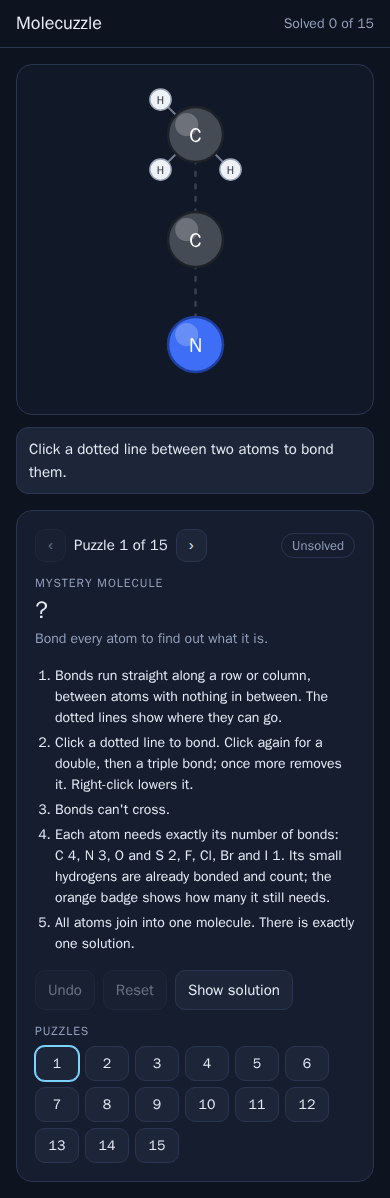 Molecuzzle
Solved 0 of 15
H
C
H
H
C
N
Click a dotted line between two atoms to bond
them.
‹
Puzzle 1 of 15
›
Unsolved
MYSTERY MOLECULE
?
Bond every atom to find out what it is.
1. Bonds run straight along a row or column,
between atoms with nothing in between. The
dotted lines show where they can go.
2. Click a dotted line to bond. Click again for a
double, then a triple bond; once more removes
it. Right-click lowers it.
3. Bonds can't cross.
4. Each atom needs exactly its number of bonds:
C 4, N 3, O and S 2, F, Cl, Br and I 1. Its small
hydrogens are already bonded and count; the
orange badge shows how many it still needs.
5. All atoms join into one molecule. There is exactly
one solution.
Undo
Reset
Show solution
PUZZLES
1 2 3 4 5 6
7 8 9 10 11 12
13 14 15